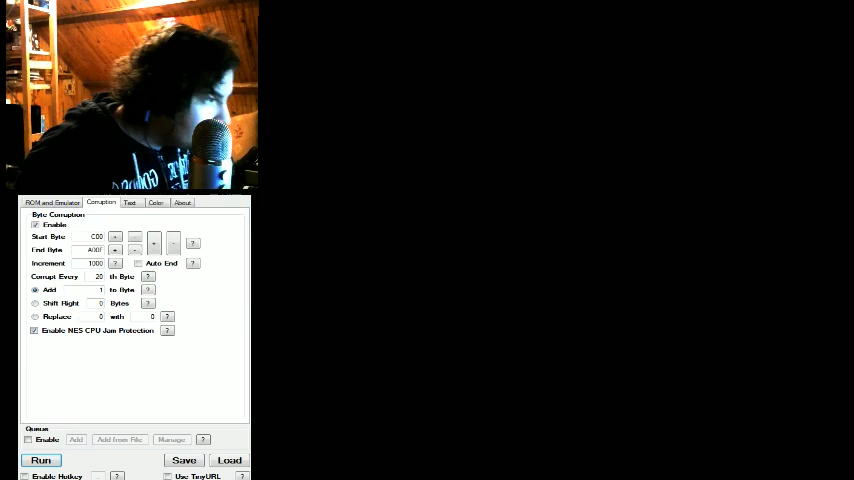 ROM and Emulator Corruption Text Color About
Byte Corruption
Enable
Start Byte C00 + - + - ?
End Byte A00F + -
Increment 1000 ? Auto End ?
Corrupt Every 20 th Byte ?
Add 1 to Byte ?
Shift Right 0 Bytes ?
Replace 0 with 0 ?
Enable NES CPU Jam Protection ?
Queue
Enable Add Add from File Manage ?
Run Save Load
Enable Hotkey ? Use TinyURL ?